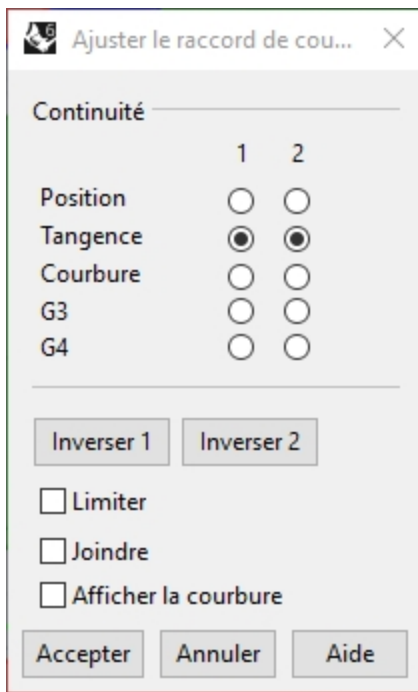 Ajuster le raccord de cou...
Continuité
1 2
Position
Tangence
Courbure
G3
G4
Inverser 1 Inverser 2
Limiter
Joindre
Afficher la courbure
Accepter Annuler Aide